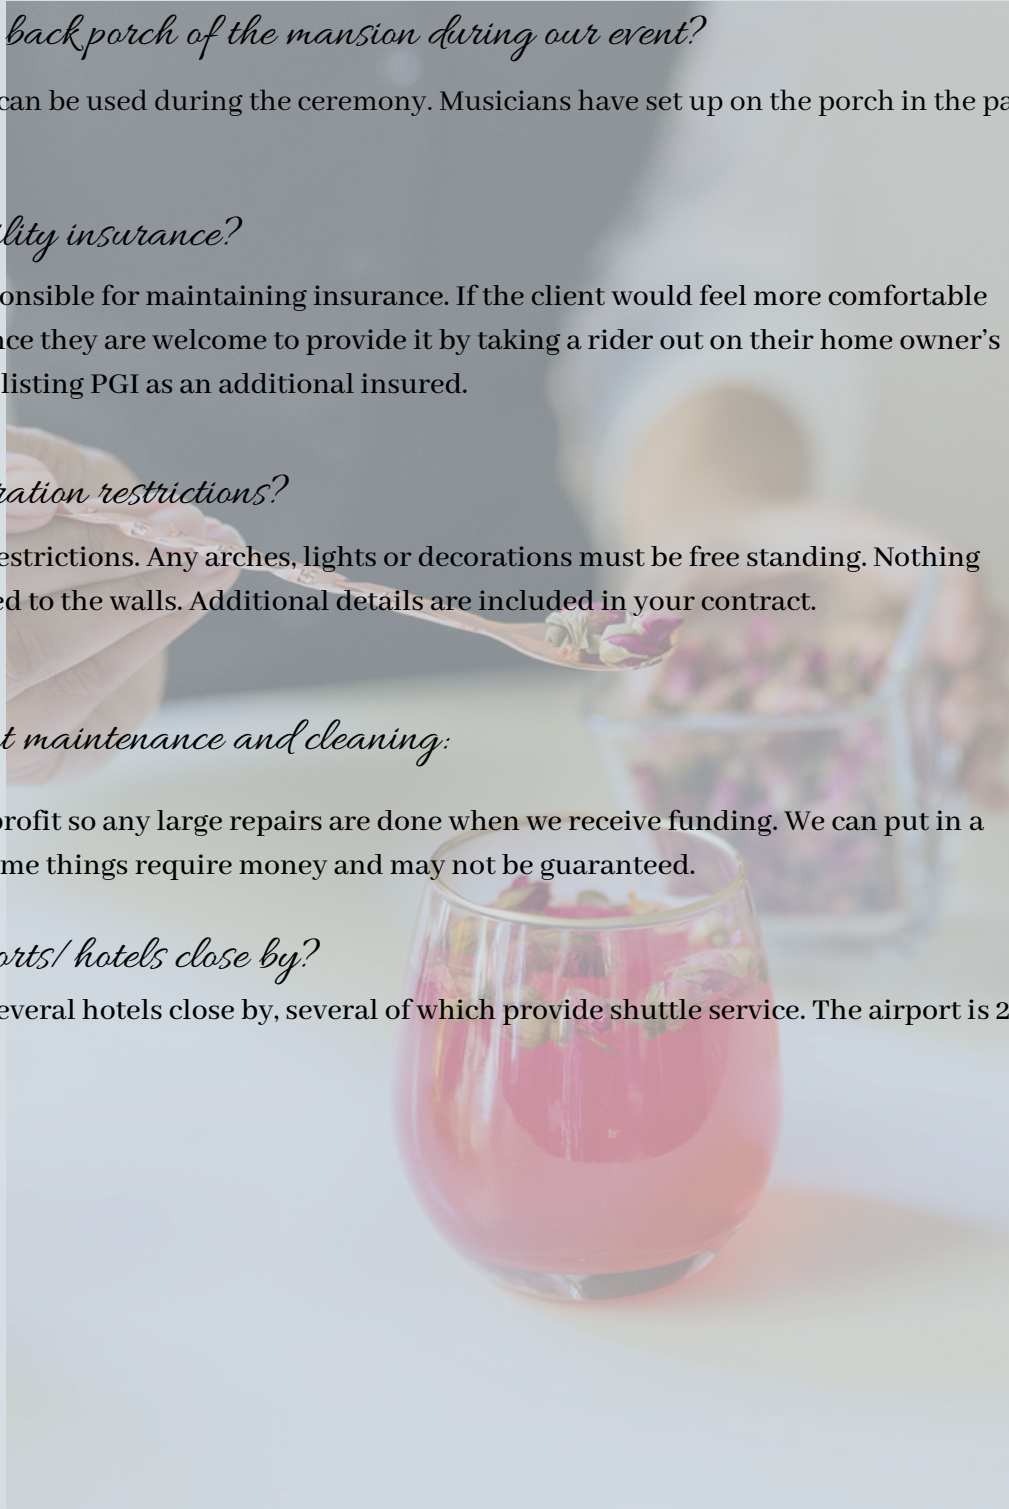 back porch of the mansion during our event?
can be used during the ceremony. Musicians have set up on the porch in the pa
lity insurance?
onsible for maintaining insurance. If the client would feel more comfortable
nce they are welcome to provide it by taking a rider out on their home owner’s
listing PGI as an additional insured.
ration restrictions?
estrictions. Any arches, lights or decorations must be free standing. Nothing
ed to the walls. Additional details are included in your contract.
t maintenance and cleaning:
profit so any large repairs are done when we receive funding. We can put in a
me things require money and may not be guaranteed.
orts/ hotels close by?
everal hotels close by, several of which provide shuttle service. The airport is 2